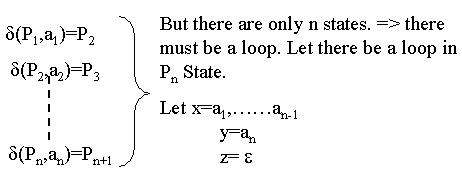 δ(P₁,a₁)=P₂
δ(P₂,a₂)=P₃
δ(Pₙ,aₙ)=Pₙ₊₁
But there are only n states. => there
must be a loop. Let there be a loop in
Pₙ State.
Let x=a₁,……aₙ₋₁
y=aₙ
z= ε